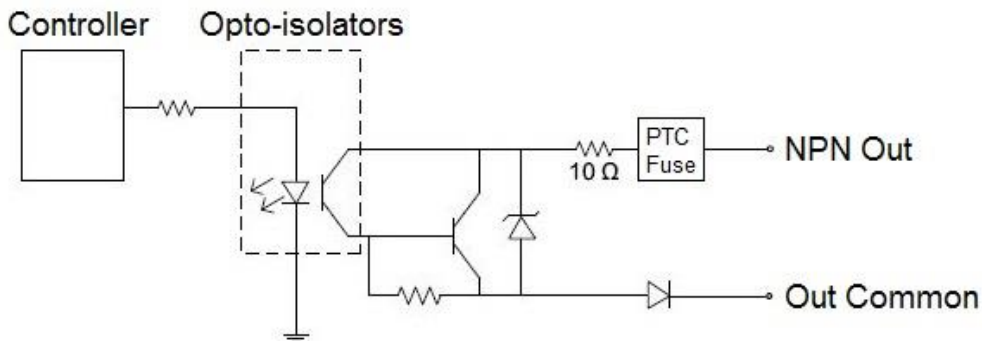 Controller
Opto-isolators
PTC
Fuse
10 Ω
NPN Out
Out Common